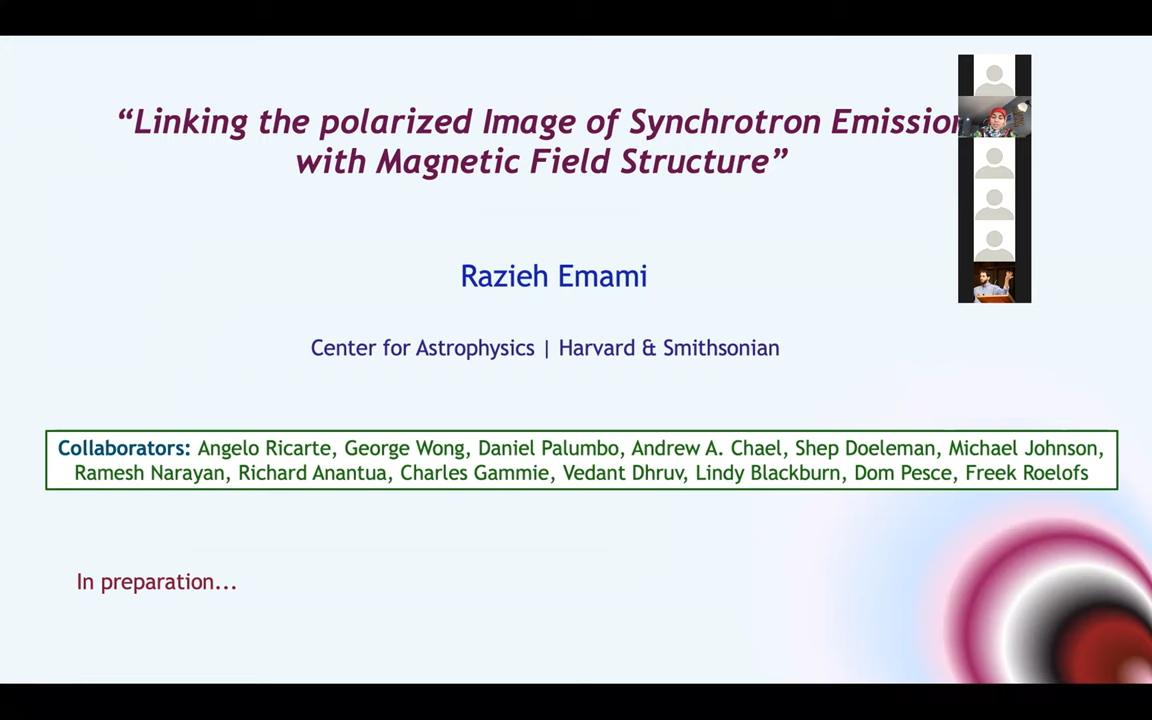 “Linking the polarized Image of Synchrotron Emission
with Magnetic Field Structure”
Razieh Emami
Center for Astrophysics | Harvard & Smithsonian
Collaborators: Angelo Ricarte, George Wong, Daniel Palumbo, Andrew A. Chael, Shep Doeleman, Michael Johnson,
Ramesh Narayan, Richard Anantua, Charles Gammie, Vedant Dhruv, Lindy Blackburn, Dom Pesce, Freek Roelofs
In preparation...